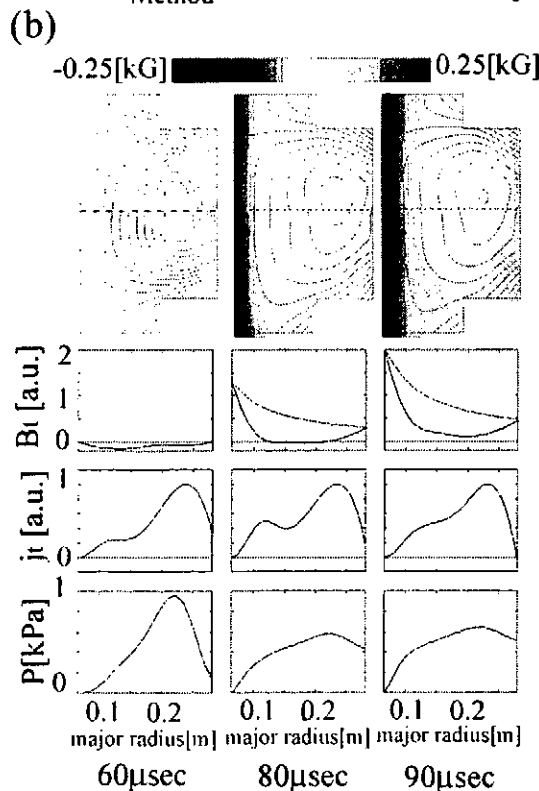 Method
(b)
-0.25[kG] 0.25[kG]
Bt [a.u.]
2
1
0
jt [a.u.]
1
0
P[kPa]
1
0
0.1 0.2 0.1 0.2 0.1 0.2
major radius[m] major radius[m] major radius[m]
60μsec 80μsec 90μsec